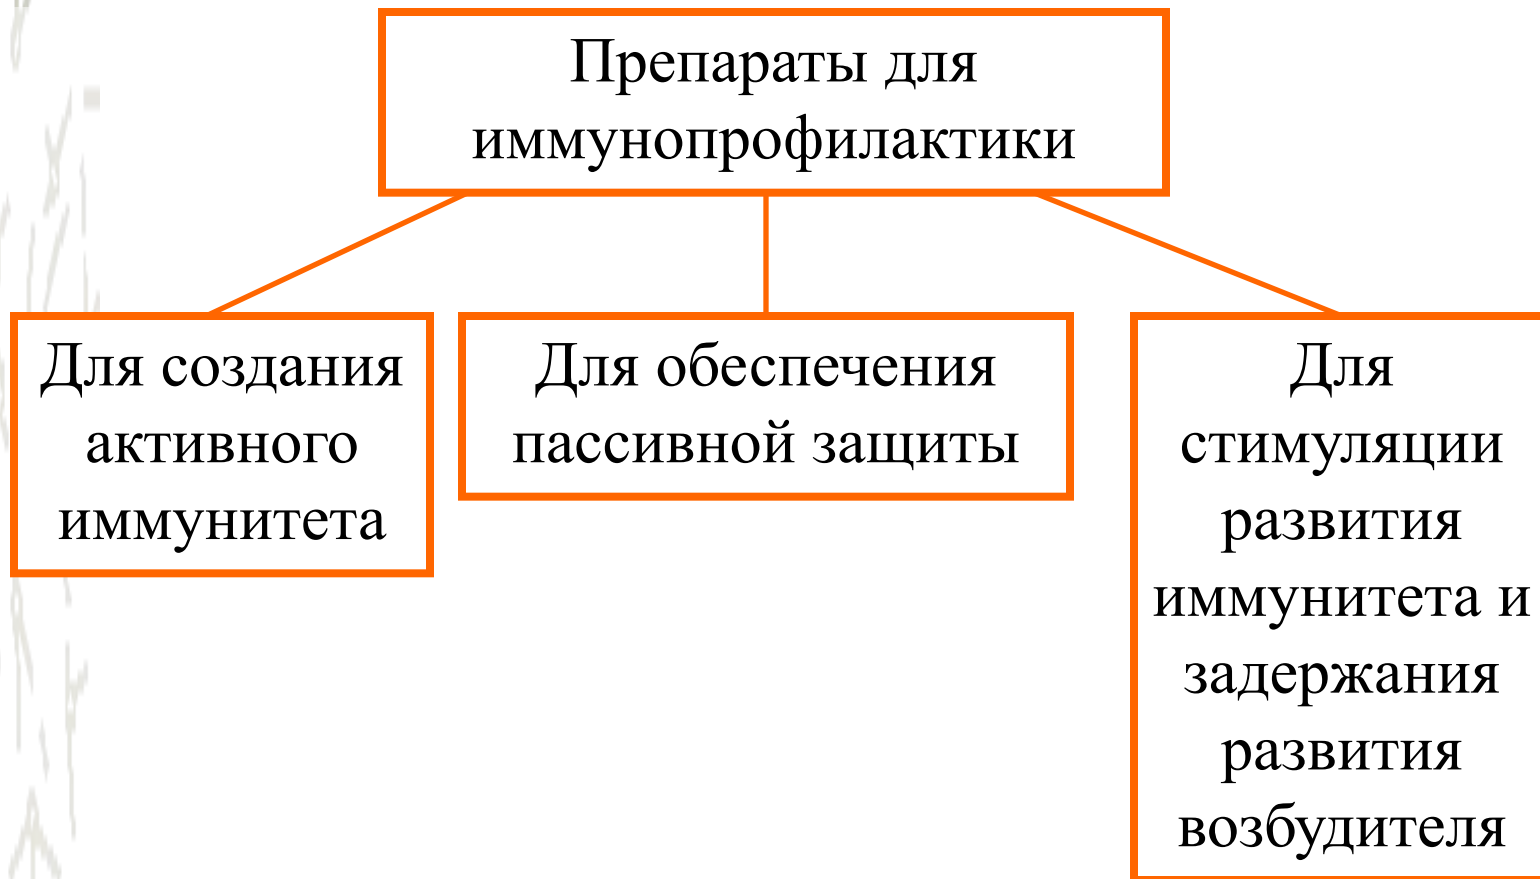 Препараты для
иммунопрофилактики
Для создания
активного
иммунитета
Для обеспечения
пассивной защиты
Для
стимуляции
развития
иммунитета и
задержания
развития
возбудителя